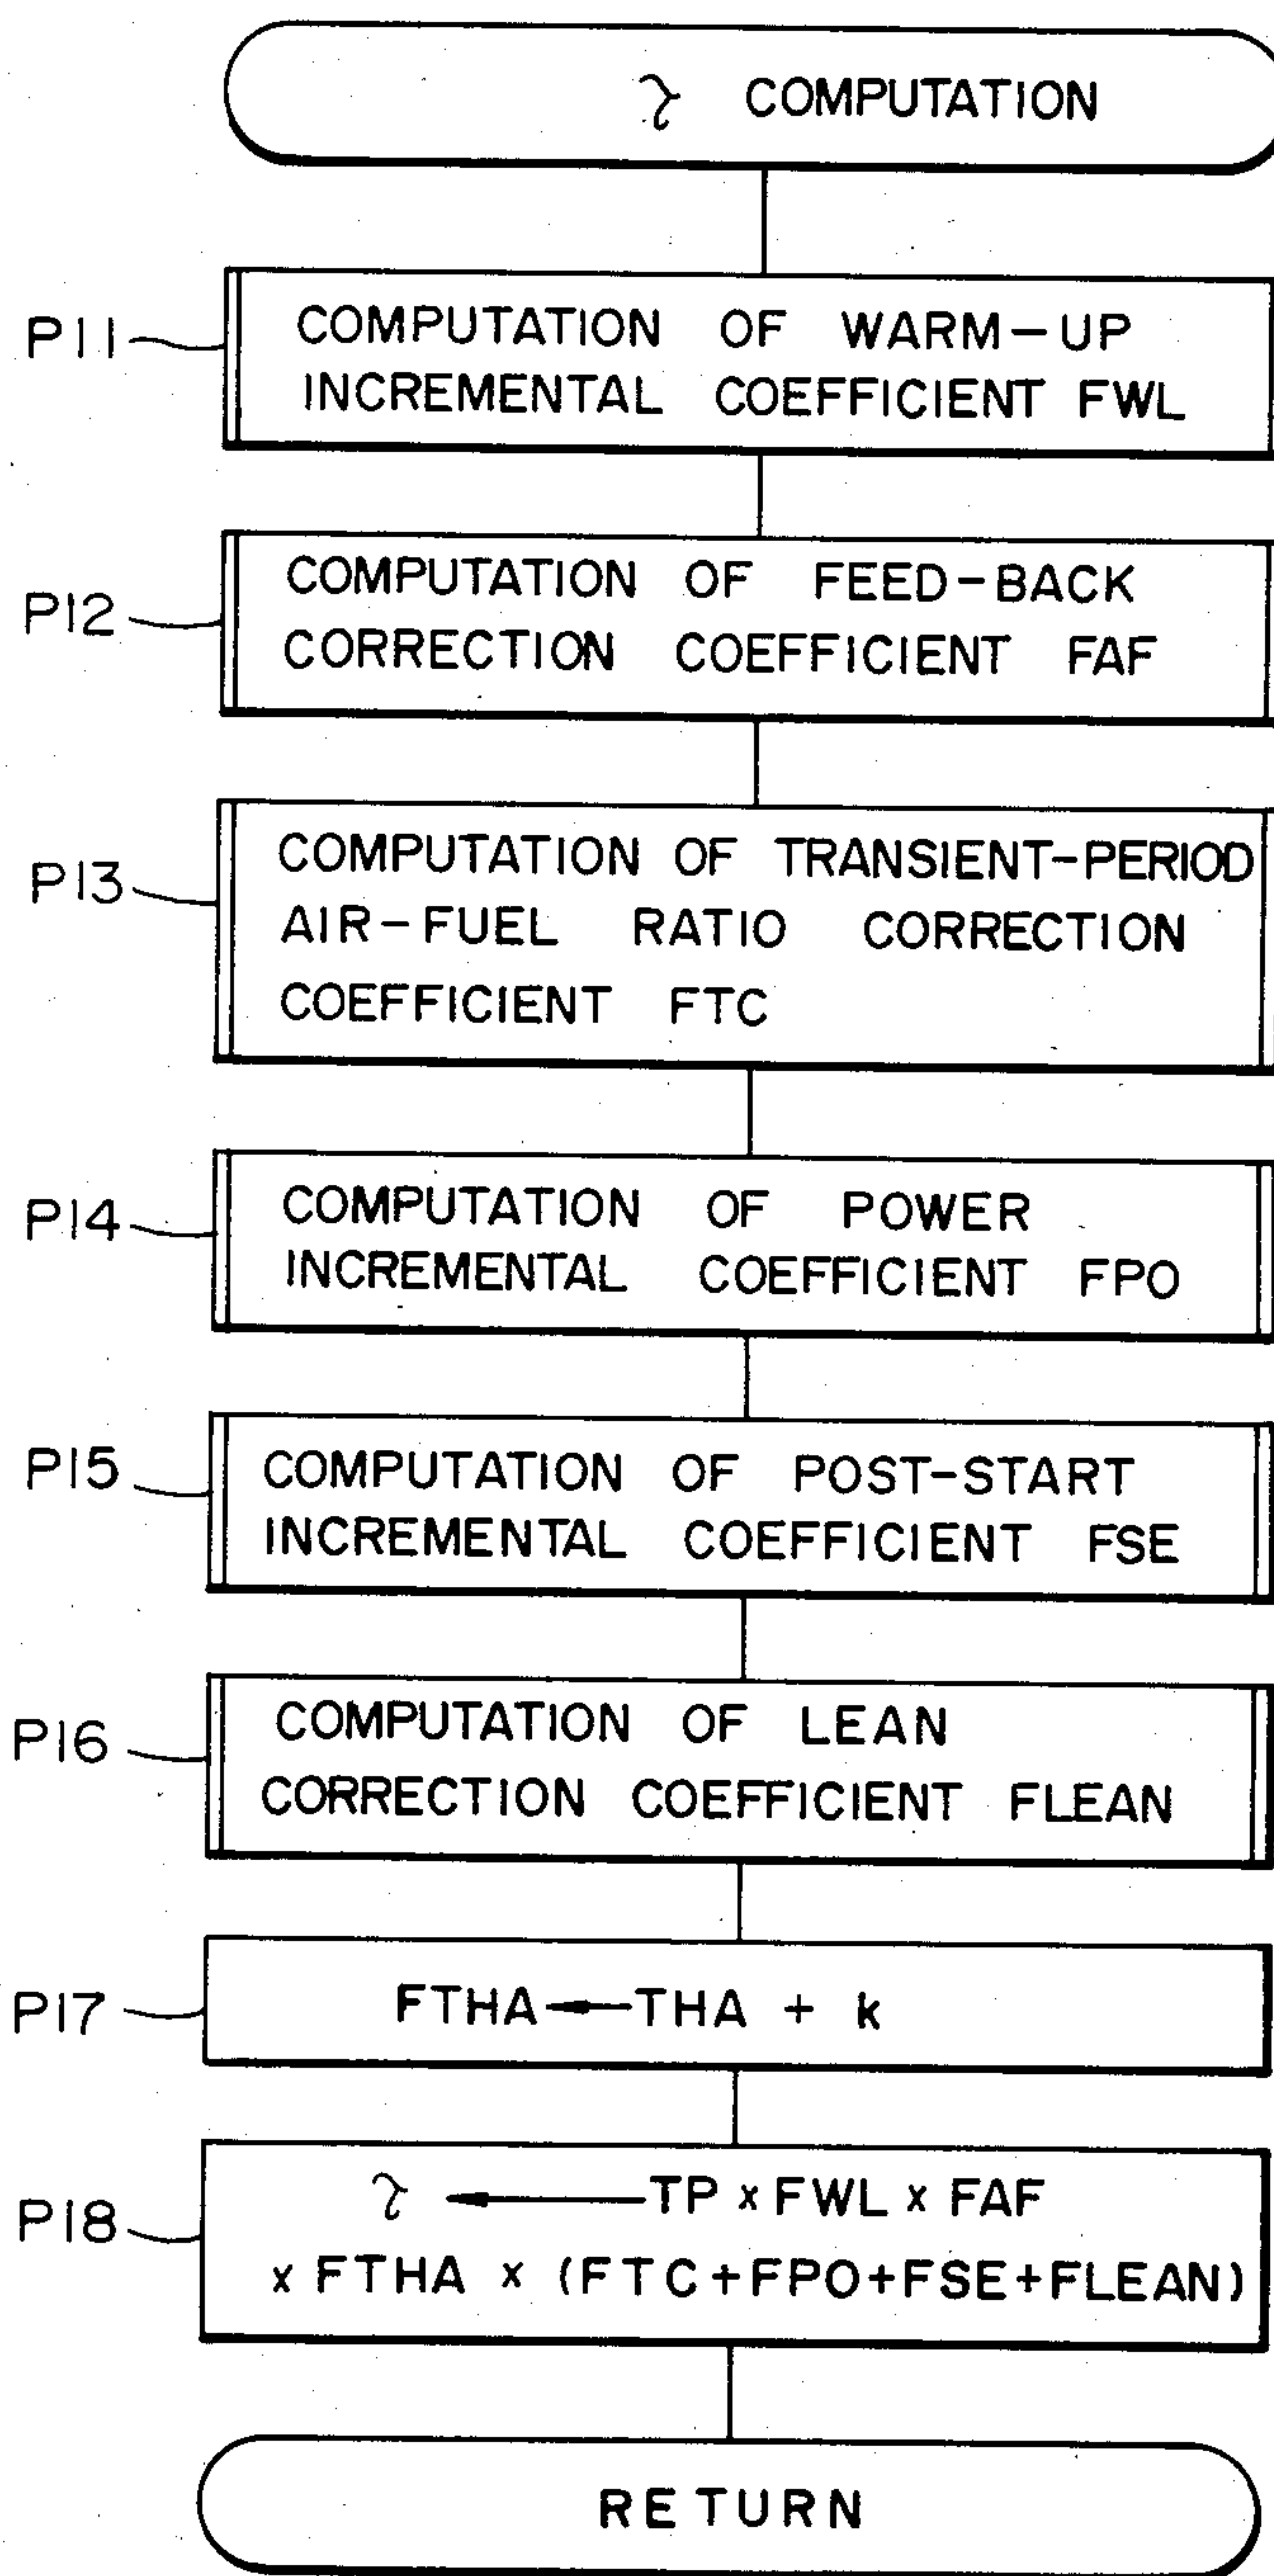 τ COMPUTATION
P11
COMPUTATION OF WARM-UP
INCREMENTAL COEFFICIENT FWL
P12
COMPUTATION OF FEED-BACK
CORRECTION COEFFICIENT FAF
P13
COMPUTATION OF TRANSIENT-PERIOD
AIR-FUEL RATIO CORRECTION
COEFFICIENT FTC
P14
COMPUTATION OF POWER
INCREMENTAL COEFFICIENT FPO
P15
COMPUTATION OF POST-START
INCREMENTAL COEFFICIENT FSE
P16
COMPUTATION OF LEAN
CORRECTION COEFFICIENT FLEAN
P17
FTHA ← THA + k
P18
τ ← TP x FWL x FAF
x FTHA x (FTC+FPO+FSE+FLEAN)
RETURN